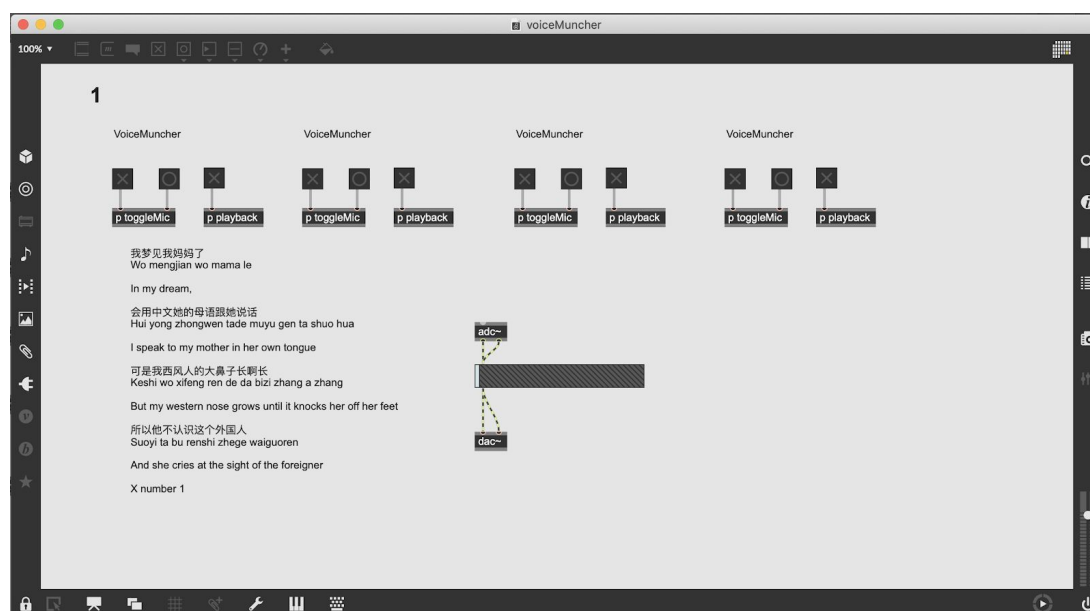 voiceMuncher
100%
1
VoiceMuncher VoiceMuncher VoiceMuncher VoiceMuncher
p toggleMic p playback p toggleMic p playback p toggleMic p playback p toggleMic p playback
我梦见我妈妈了
Wo mengjian wo mama le
In my dream,
会用中文她的母语跟她说话
Hui yong zhongwen tade muyu gen ta shuo hua
I speak to my mother in her own tongue
adc~
可是我西风人的大鼻子长啊长
Keshi wo xifeng ren de da bizi zhang a zhang
But my western nose grows until it knocks her off her feet
所以他不认识这个外国人
Suoyi ta bu renshi zhege waiguoren
dac~
And she cries at the sight of the foreigner
X number 1